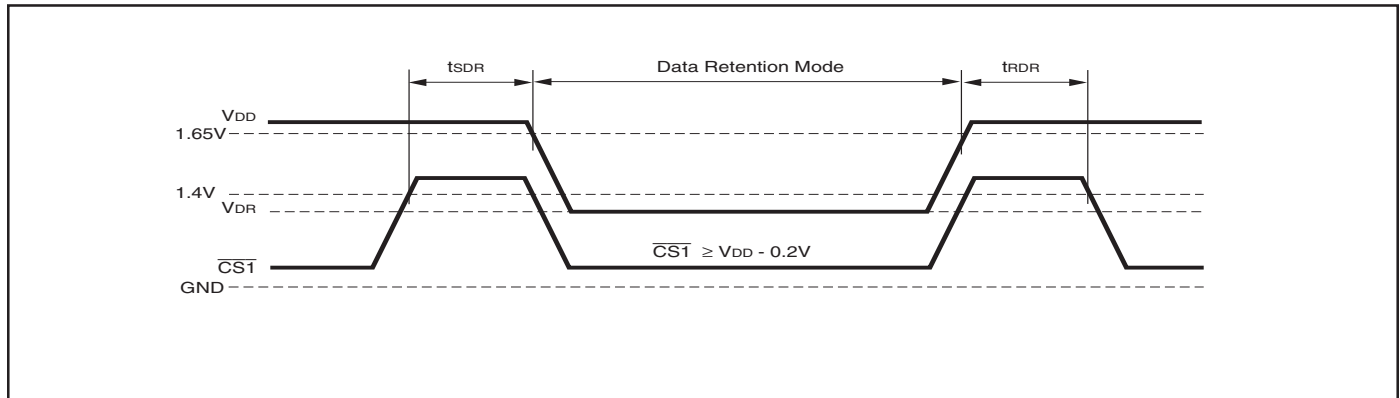 tSDR Data Retention Mode tRDR
VDD
1.65V
1.4V
VDR
CS1 ≥ VDD - 0.2V
CS1
GND